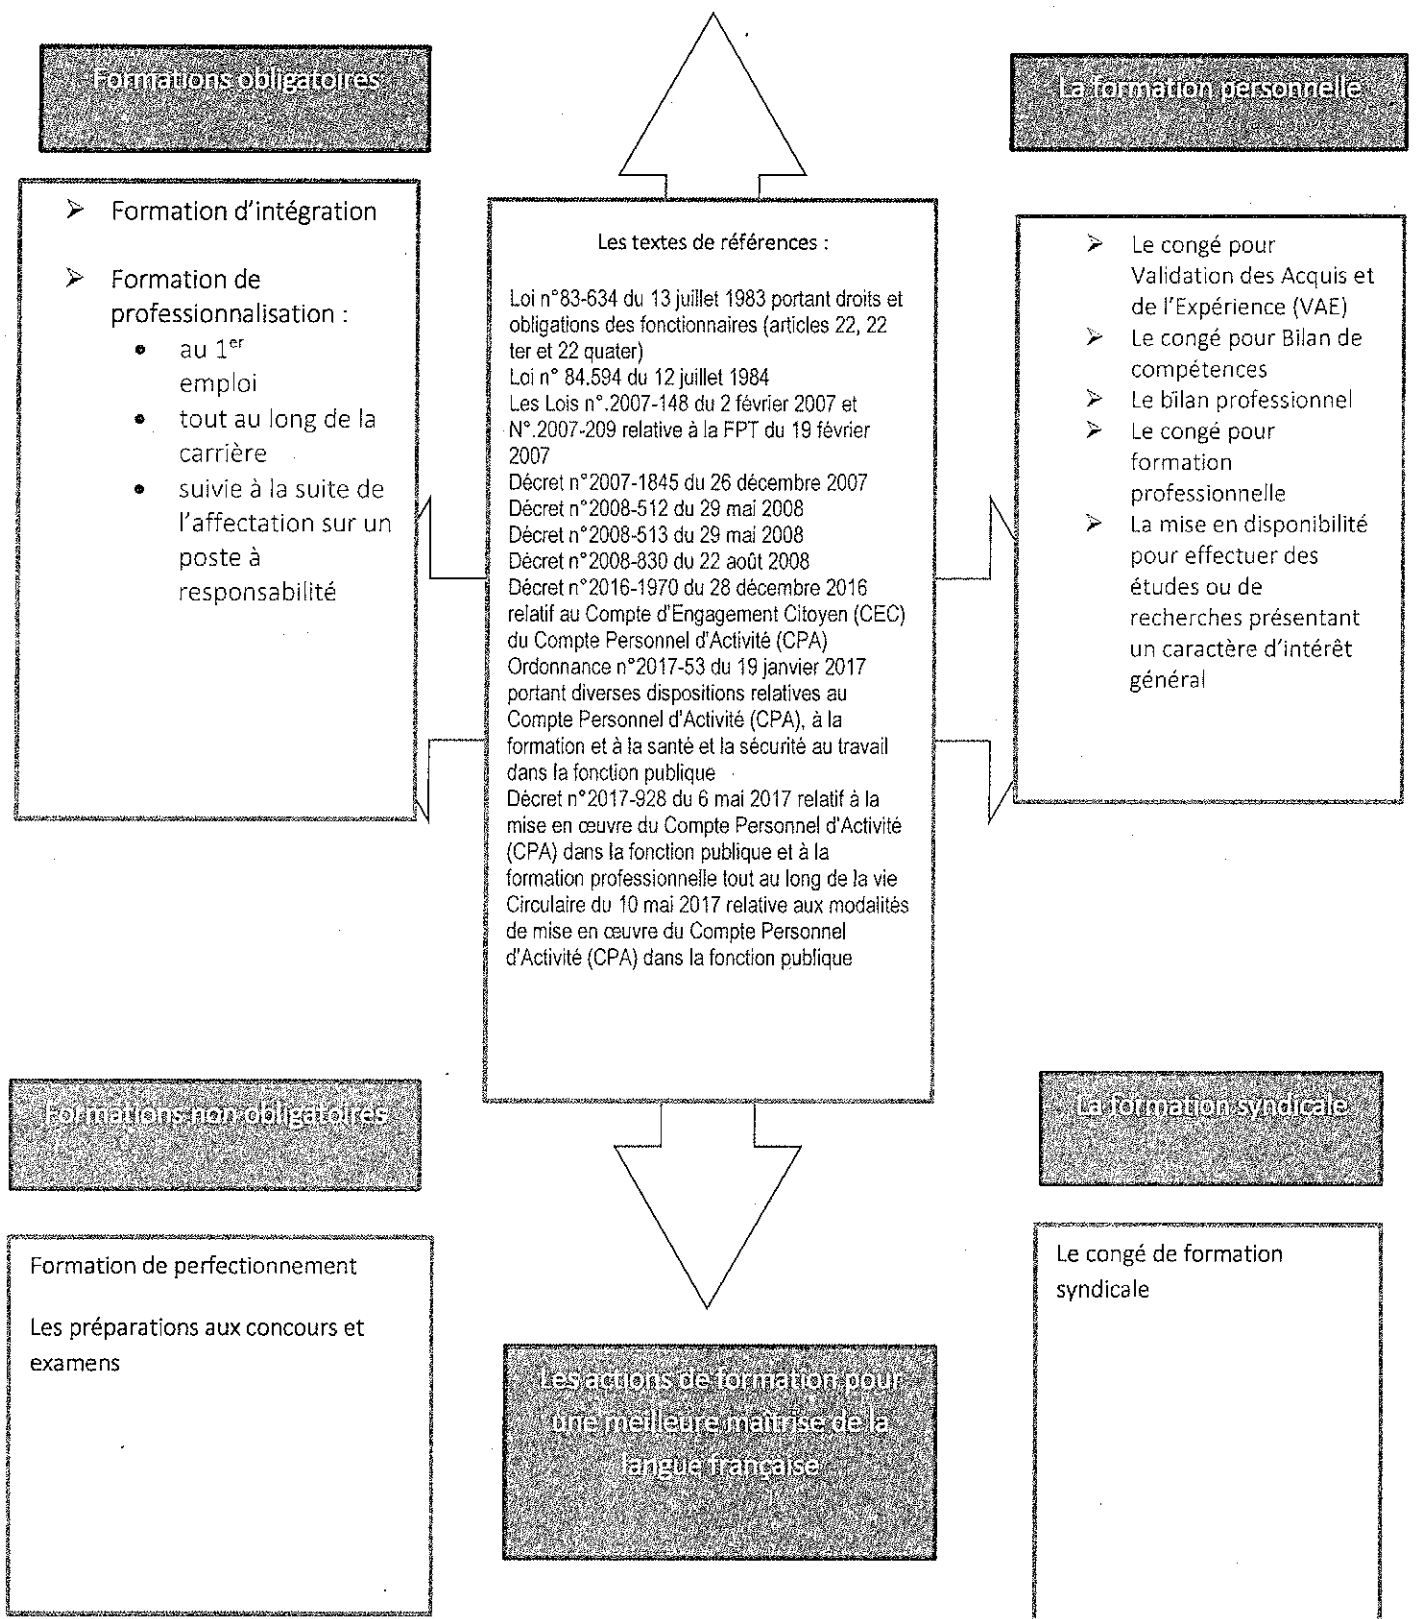 Formations obligatoires
➢ Formation d'intégration
➢ Formation de
professionnalisation :
• au 1er
emploi
• tout au long de la
carrière
• suivie à la suite de
l'affectation sur un
poste à
responsabilité
Les textes de références :
Loi n°83-634 du 13 juillet 1983 portant droits et
obligations des fonctionnaires (articles 22, 22
ter et 22 quater)
Loi n° 84.594 du 12 juillet 1984
Les Lois n°.2007-148 du 2 février 2007 et
N°.2007-209 relative à la FPT du 19 février
2007
Décret n°2007-1845 du 26 décembre 2007
Décret n°2008-512 du 29 mai 2008
Décret n°2008-513 du 29 mai 2008
Décret n°2008-830 du 22 août 2008
Décret n°2016-1970 du 28 décembre 2016
relatif au Compte d'Engagement Citoyen (CEC)
du Compte Personnel d'Activité (CPA)
Ordonnance n°2017-53 du 19 janvier 2017
portant diverses dispositions relatives au
Compte Personnel d'Activité (CPA), à la
formation et à la santé et la sécurité au travail
dans la fonction publique
Décret n°2017-928 du 6 mai 2017 relatif à la
mise en œuvre du Compte Personnel d'Activité
(CPA) dans la fonction publique et à la
formation professionnelle tout au long de la vie
Circulaire du 10 mai 2017 relative aux modalités
de mise en œuvre du Compte Personnel
d'Activité (CPA) dans la fonction publique
La formation personnelle
➢ Le congé pour
Validation des Acquis et
de l'Expérience (VAE)
➢ Le congé pour Bilan de
compétences
➢ Le bilan professionnel
➢ Le congé pour
formation
professionnelle
➢ La mise en disponibilité
pour effectuer des
études ou de
recherches présentant
un caractère d'intérêt
général
Formations non obligatoires
Formation de perfectionnement
Les préparations aux concours et
examens
Les actions de formation pour
une meilleure maîtrise de la
langue française
La formation syndicale
Le congé de formation
syndicale